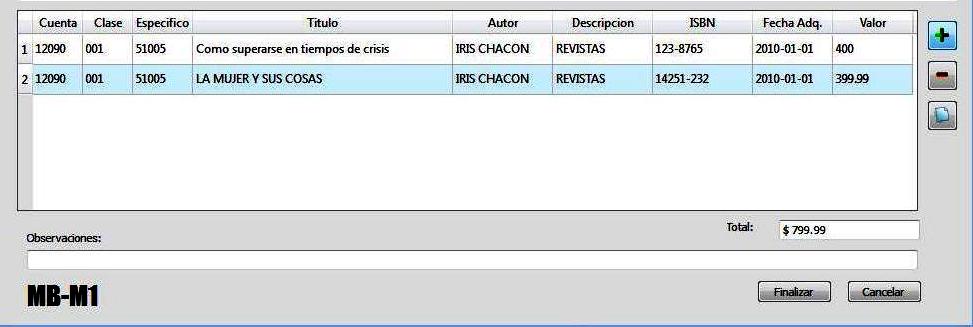 Cuenta Clase Especifico Titulo Autor Descripcion ISBN Fecha Adq. Valor
1 12090 001 51005 Como superarse en tiempos de crisis IRIS CHACON REVISTAS 123-8765 2010-01-01 400
2 12090 001 51005 LA MUJER Y SUS COSAS IRIS CHACON REVISTAS 14251-232 2010-01-01 399.99
Total: $ 799.99
Observaciones:
MB-M1 Finalizar Cancelar